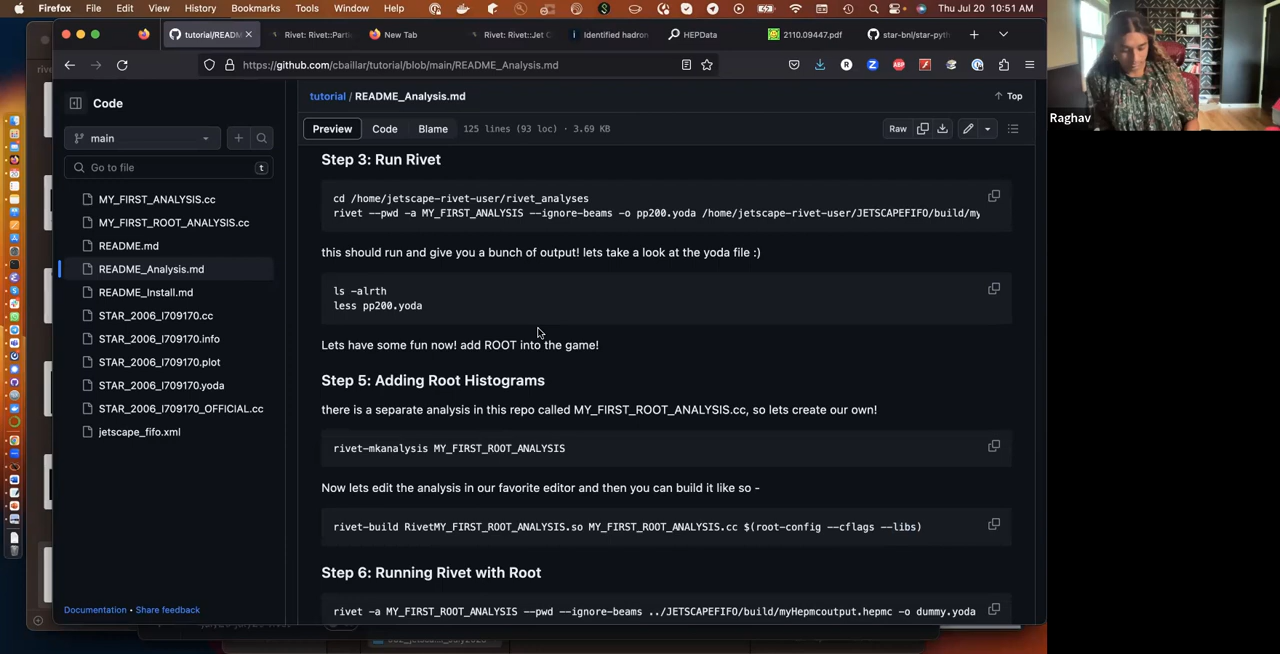 Firefox File Edit View History Bookmarks Tools Window Help Thu Jul 20 10:51 AM
tutorial/READM Rivet: Rivet::Parti New Tab Rivet: Rivet::Jet C Identified hadron HEPData 2110.09447.pdf star-bnl/star-pyth
https://github.com/cbaillar/tutorial/blob/main/README_Analysis.md
Code
tutorial / README_Analysis.md
Top
main
Preview Code Blame 125 lines (93 loc) · 3.69 KB Raw
Go to file t
MY_FIRST_ANALYSIS.cc
MY_FIRST_ROOT_ANALYSIS.cc
README.md
README_Analysis.md
README_Install.md
STAR_2006_I709170.cc
STAR_2006_I709170.info
STAR_2006_I709170.plot
STAR_2006_I709170.yoda
STAR_2006_I709170_OFFICIAL.cc
jetscape_fifo.xml
Documentation • Share feedback
Step 3: Run Rivet
cd /home/jetscape-rivet-user/rivet_analyses
rivet --pwd -a MY_FIRST_ANALYSIS --ignore-beams -o pp200.yoda /home/jetscape-rivet-user/JETSCAPEFIFO/build/my
this should run and give you a bunch of output! lets take a look at the yoda file :)
ls -alrth
less pp200.yoda
Lets have some fun now! add ROOT into the game!
Step 5: Adding Root Histograms
there is a separate analysis in this repo called MY_FIRST_ROOT_ANALYSIS.cc, so lets create our own!
rivet-mkanalysis MY_FIRST_ROOT_ANALYSIS
Now lets edit the analysis in our favorite editor and then you can build it like so -
rivet-build RivetMY_FIRST_ROOT_ANALYSIS.so MY_FIRST_ROOT_ANALYSIS.cc $(root-config --cflags --libs)
Step 6: Running Rivet with Root
rivet -a MY_FIRST_ROOT_ANALYSIS --pwd --ignore-beams ../JETSCAPEFIFO/build/myHepmcoutput.hepmc -o dummy.yoda
Raghav